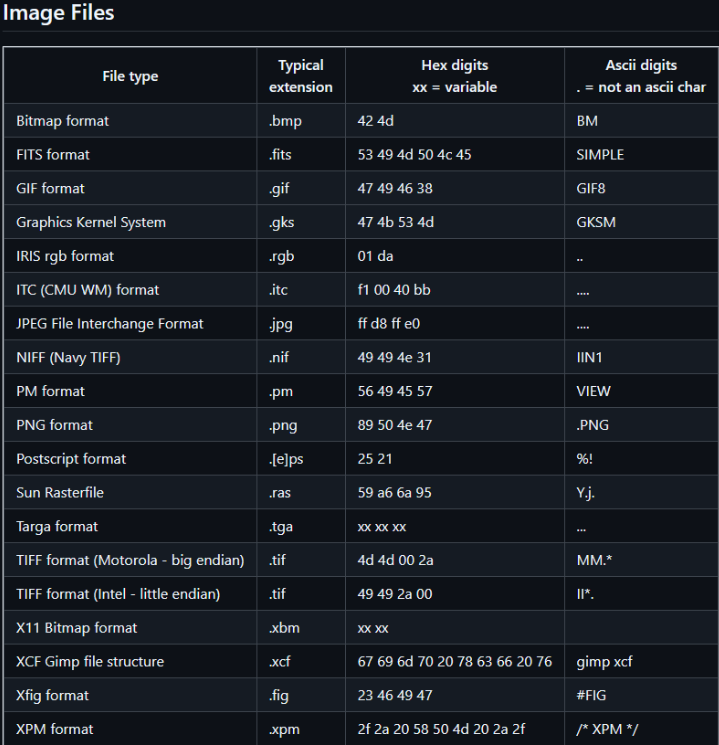 Image Files
File type Typical extension Hex digits xx = variable Ascii digits . = not an ascii char
Bitmap format .bmp 42 4d BM
FITS format .fits 53 49 4d 50 4c 45 SIMPLE
GIF format .gif 47 49 46 38 GIF8
Graphics Kernel System .gks 47 4b 53 4d GKSM
IRIS rgb format .rgb 01 da ..
ITC (CMU WM) format .itc f1 00 40 bb ....
JPEG File Interchange Format .jpg ff d8 ff e0 ....
NIFF (Navy TIFF) .nif 49 49 4e 31 IIN1
PM format .pm 56 49 45 57 VIEW
PNG format .png 89 50 4e 47 .PNG
Postscript format .[e]ps 25 21 %!
Sun Rasterfile .ras 59 a6 6a 95 Y.j.
Targa format .tga xx xx xx ...
TIFF format (Motorola - big endian) .tif 4d 4d 00 2a MM.*
TIFF format (Intel - little endian) .tif 49 49 2a 00 II*.
X11 Bitmap format .xbm xx xx
XCF Gimp file structure .xcf 67 69 6d 70 20 78 63 66 20 76 gimp xcf
Xfig format .fig 23 46 49 47 #FIG
XPM format .xpm 2f 2a 20 58 50 4d 20 2a 2f /* XPM */